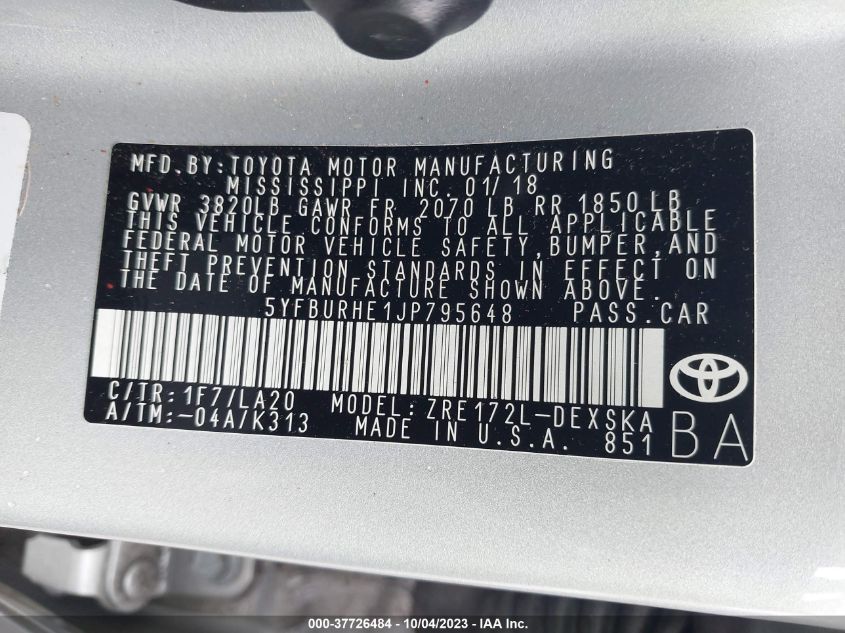 MFD.BY:TOYOTA MOTOR MANUFACTURING
MISSISSIPPI INC. 01/18
GVWR 3820LB GAWR FR 2070 LB RR 1850 LB
THIS VEHICLE CONFORMS TO ALL APPLICABLE
FEDERAL MOTOR VEHICLE SAFETY, BUMPER, AND
THEFT PREVENTION STANDARDS IN EFFECT ON
THE DATE OF MANUFACTURE SHOWN ABOVE.
5YFBURHE1JP795648 PASS.CAR
C/TR:1F7/LA20 MODEL:ZRE172L-DEXSKA
A/TM:-04A/K313 MADE IN U.S.A. 851
BA
000-37726484 - 10/04/2023 - IAA Inc.